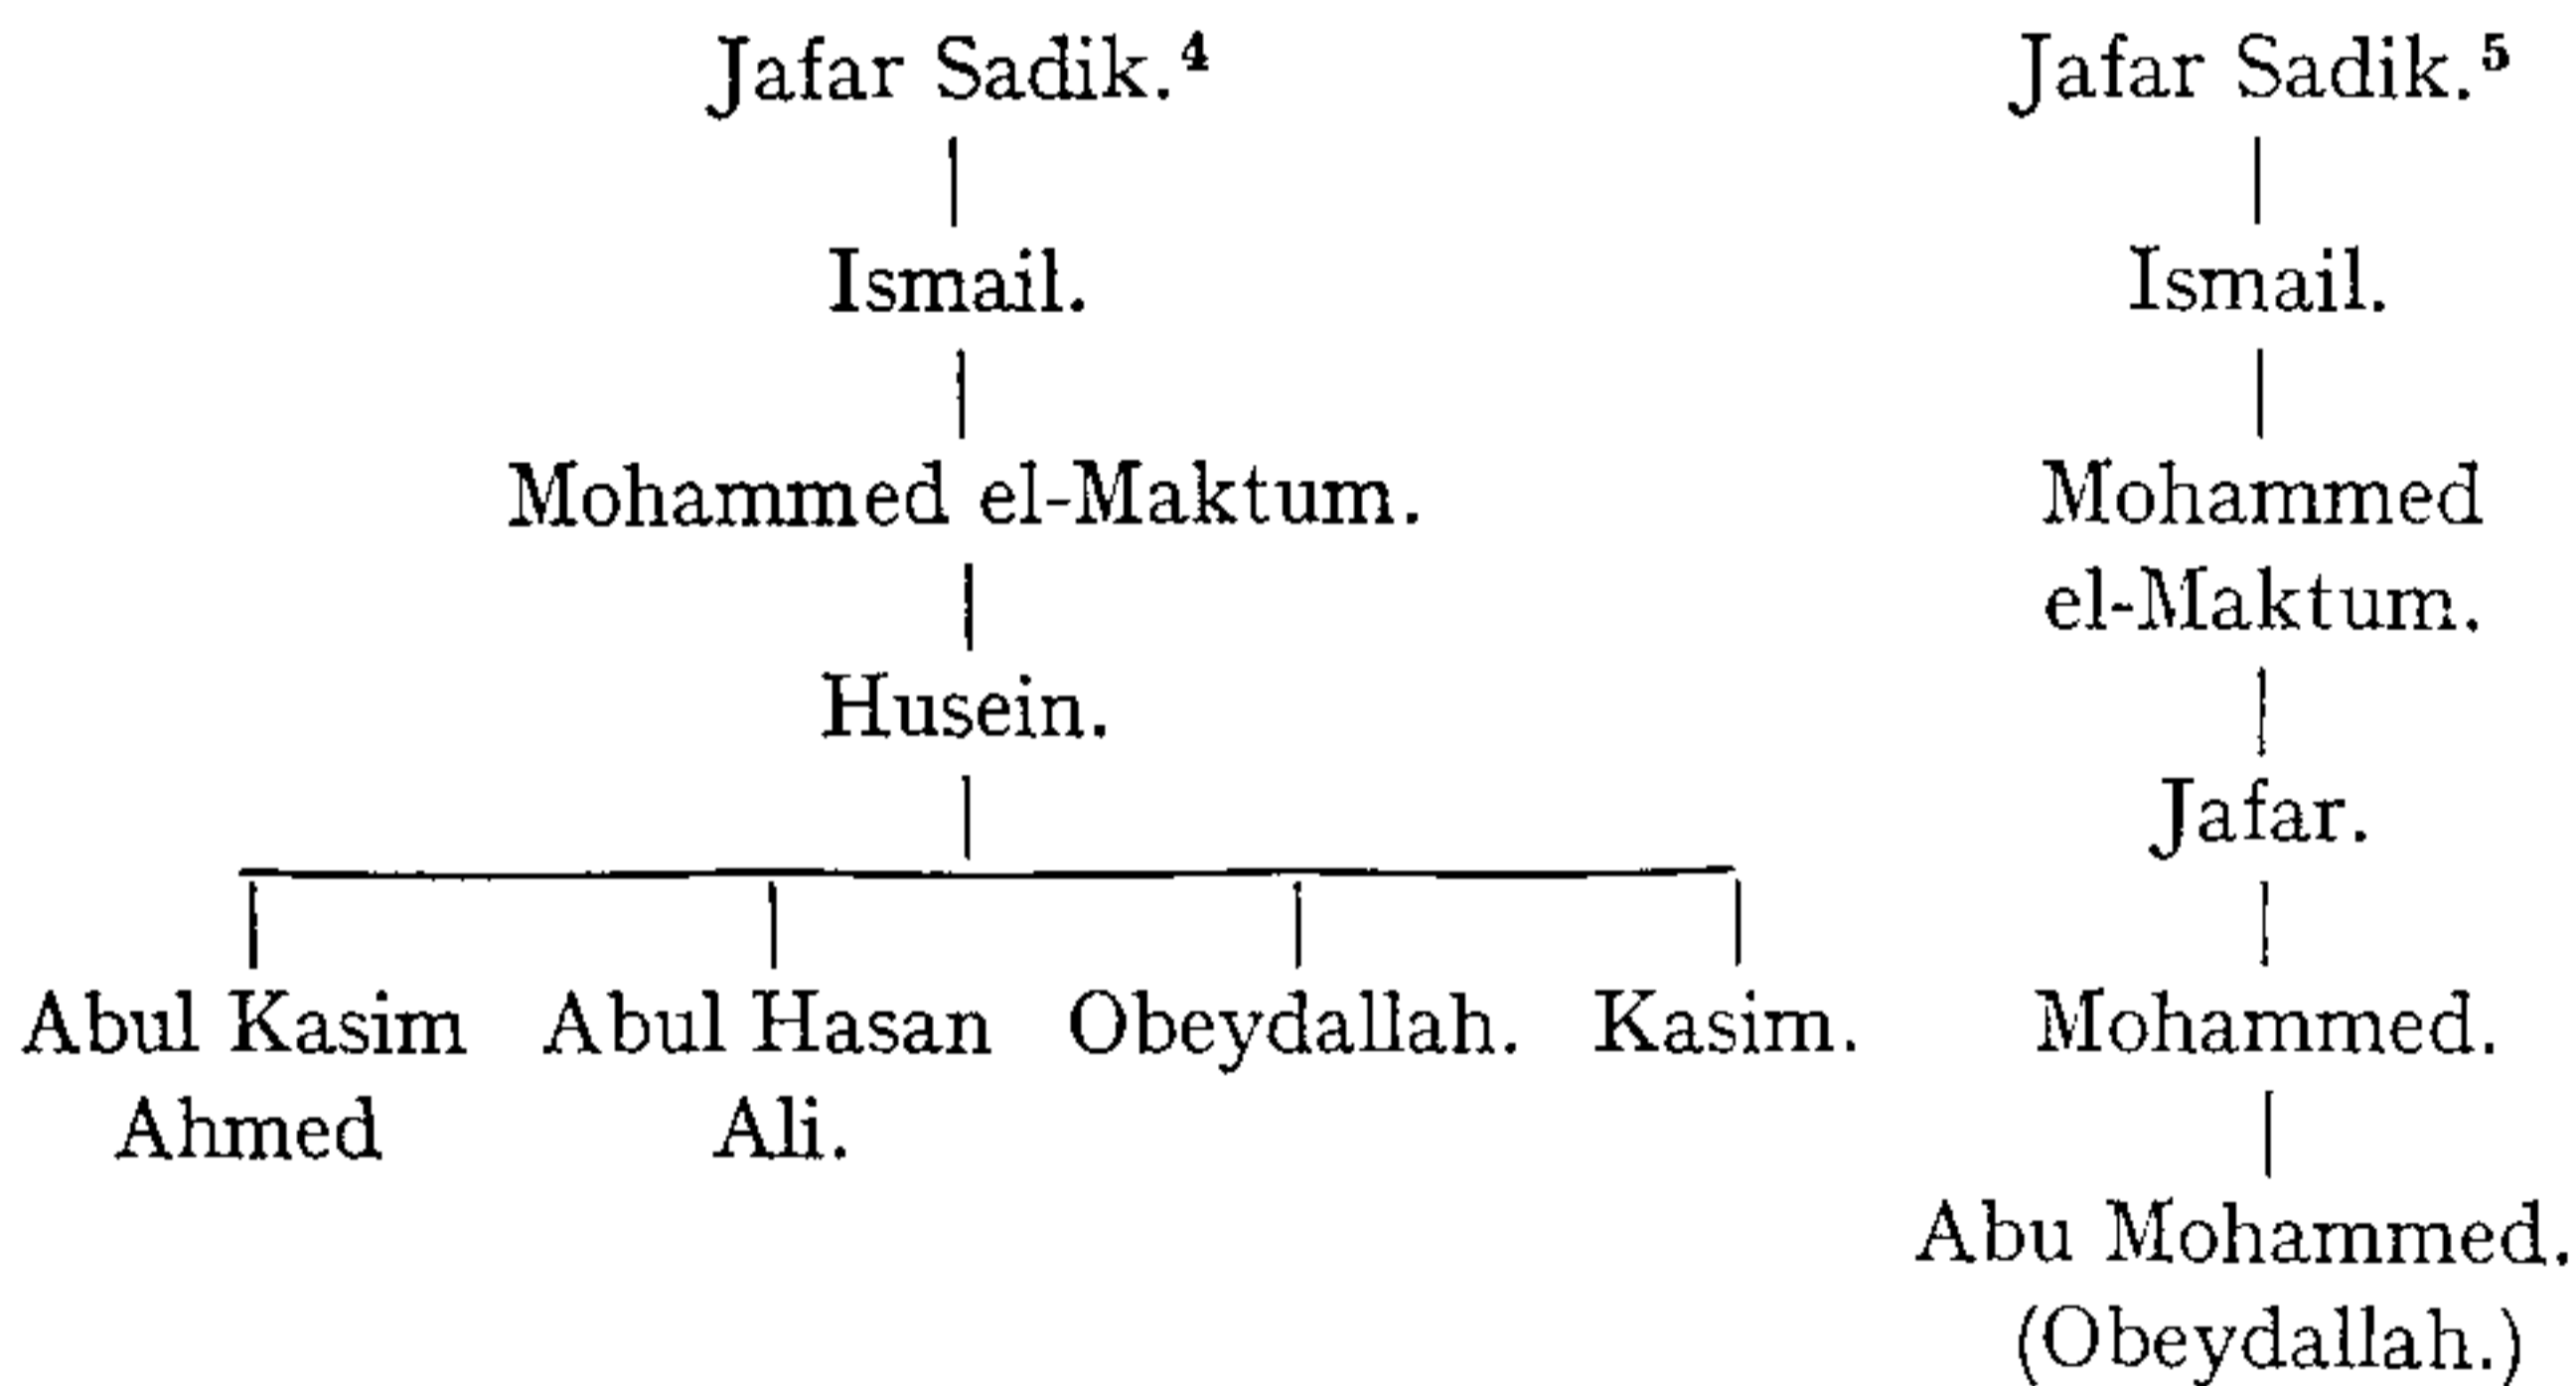 Jafar Sadik.⁴
Ismail.
Mohammed el-Maktum.
Husein.
Abul Kasim
Ahmed
Abul Hasan
Ali.
Obeydallah.
Kasim.
Jafar Sadik.⁵
Ismail.
Mohammed
el-Maktum.
Jafar.
Mohammed.
Abu Mohammed.
(Obeydallah.)